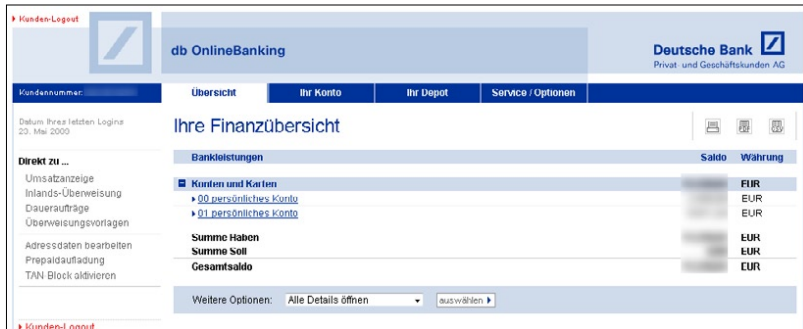 Kunden-Logout
db OnlineBanking
Deutsche Bank
Privat- und Geschäftskunden AG
Kundennummer:
Übersicht
Ihr Konto
Ihr Depot
Service / Optionen
Datum Ihres letzten Logins
23. Mai 2000
Direkt zu ...
Umsatzanzeige
Inlands-Überweisung
Daueraufträge
Überweisungsvorlagen
Adressdaten bearbeiten
Prepaidaufladung
TAN-Block aktivieren
Kunden-Logout
Ihre Finanzübersicht
Bankleistungen Saldo Währung
Konten und Karten EUR
00 persönliches Konto EUR
01 persönliches Konto EUR
Summe Haben EUR
Summe Soll EUR
Gesamtsaldo EUR
Weitere Optionen: Alle Details öffnen auswählen